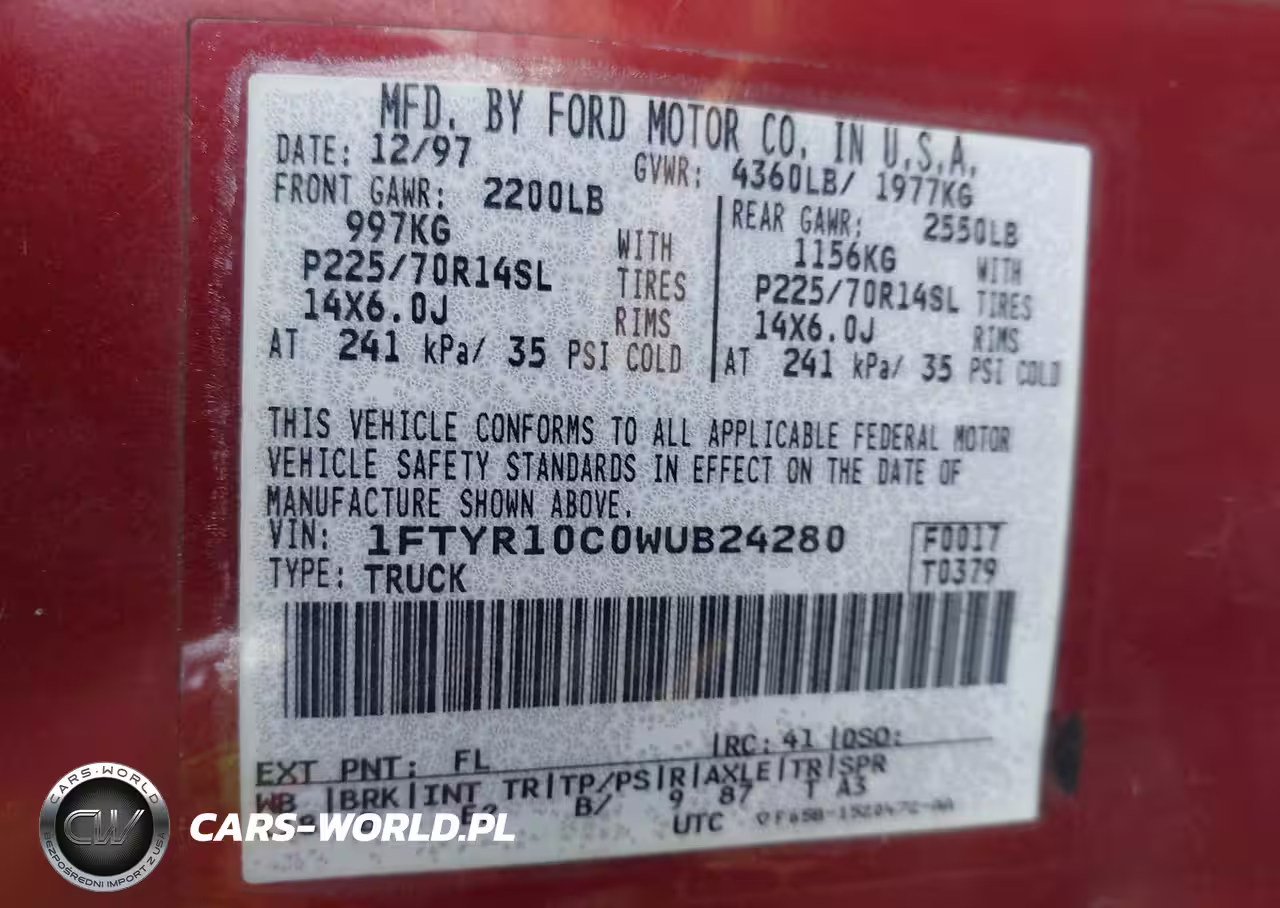 MFD. BY FORD MOTOR CO. IN U.S.A.
DATE: 12/97 GVWR: 4360LB/ 1977KG
FRONT GAWR: 2200LB
997KG WITH
P225/70R14SL TIRES
14X6.0J RIMS
AT 241 kPa/ 35 PSI COLD
REAR GAWR: 2550LB
1156KG WITH
P225/70R14SL TIRES
14X6.0J RIMS
AT 241 kPa/ 35 PSI COLD
THIS VEHICLE CONFORMS TO ALL APPLICABLE FEDERAL MOTOR
VEHICLE SAFETY STANDARDS IN EFFECT ON THE DATE OF
MANUFACTURE SHOWN ABOVE.
VIN: 1FTYR10C0WUB24280
TYPE: TRUCK
F0017
T0379
EXT PNT: FL RC: 41 DSO:
WB BRK INT TR TP/PS R AXLE TR SPR
B/ 9 87 T A3
UTC
CARS-WORLD
CW
BEZPOŚREDNI IMPORT Z USA
CARS-WORLD.PL